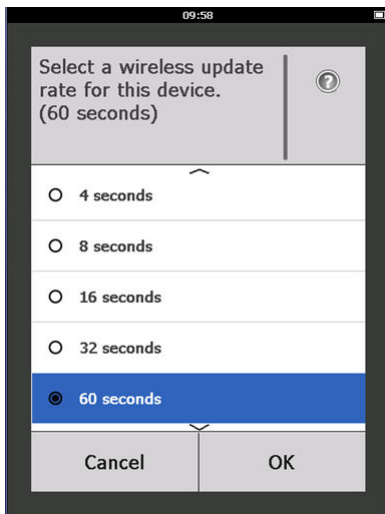 09:58
Select a wireless update
rate for this device.
(60 seconds)
?
4 seconds
8 seconds
16 seconds
32 seconds
60 seconds
Cancel
OK